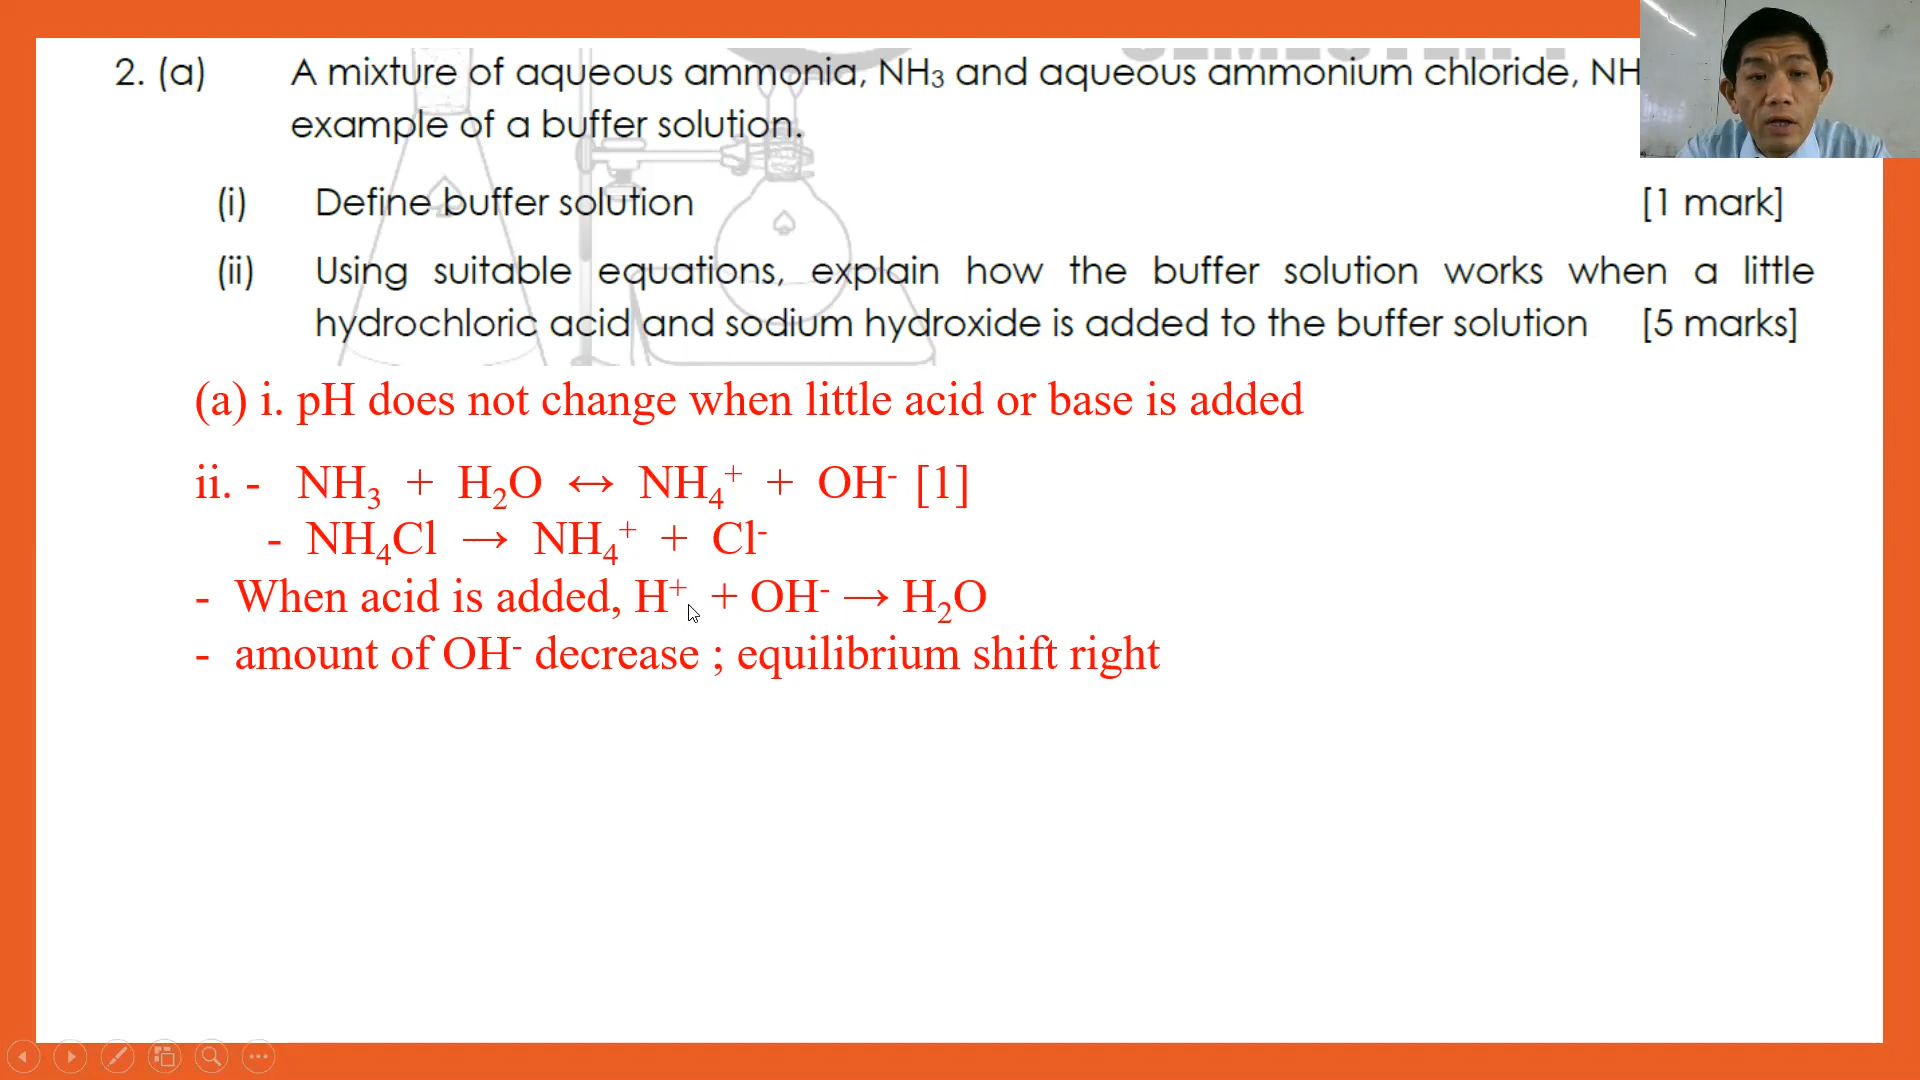 2. (a) A mixture of aqueous ammonia, NH₃ and aqueous ammonium chloride, NH
example of a buffer solution.
(i) Define buffer solution [1 mark]
(ii) Using suitable equations, explain how the buffer solution works when a little
hydrochloric acid and sodium hydroxide is added to the buffer solution [5 marks]
(a) i. pH does not change when little acid or base is added
ii. - NH₃ + H₂O ↔ NH₄⁺ + OH⁻ [1]
- NH₄Cl → NH₄⁺ + Cl⁻
- When acid is added, H⁺ + OH⁻ → H₂O
- amount of OH⁻ decrease ; equilibrium shift right